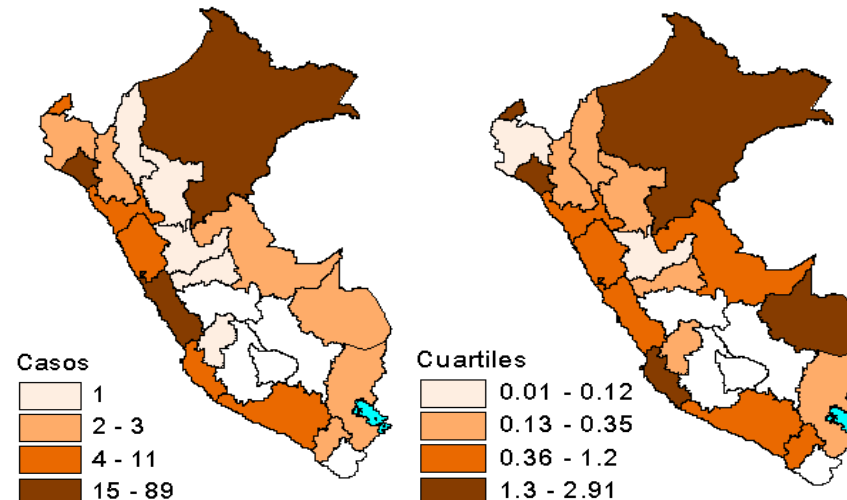 Casos
1
2 - 3
4 - 11
15 - 89
Cuartiles
0.01 - 0.12
0.13 - 0.35
0.36 - 1.2
1.3 - 2.91